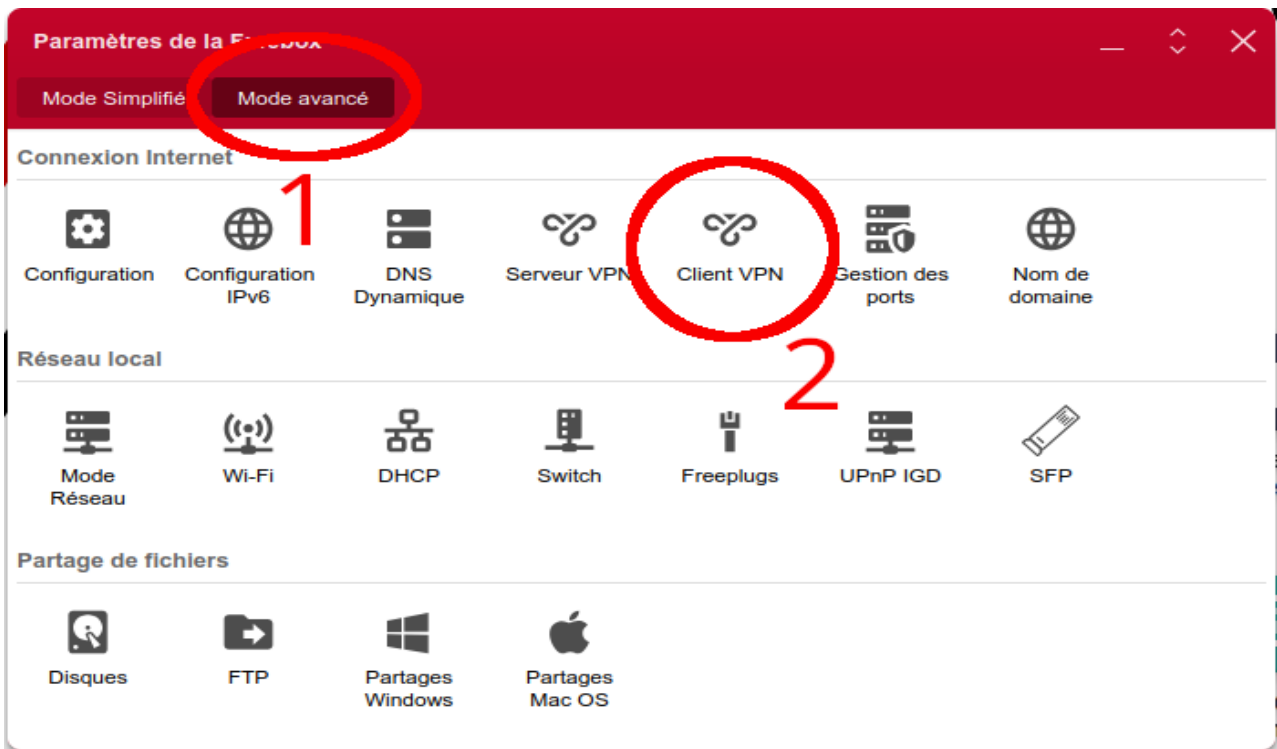 Paramètres de la Freebox
Mode Simplifié Mode avancé
Connexion Internet
1
Configuration
Configuration
IPv6
DNS
Dynamique
Serveur VPN
Client VPN
Gestion des
ports
Nom de
domaine
2
Réseau local
Mode
Réseau
Wi-Fi
DHCP
Switch
Freeplugs
UPnP IGD
SFP
Partage de fichiers
Disques
FTP
Partages
Windows
Partages
Mac OS